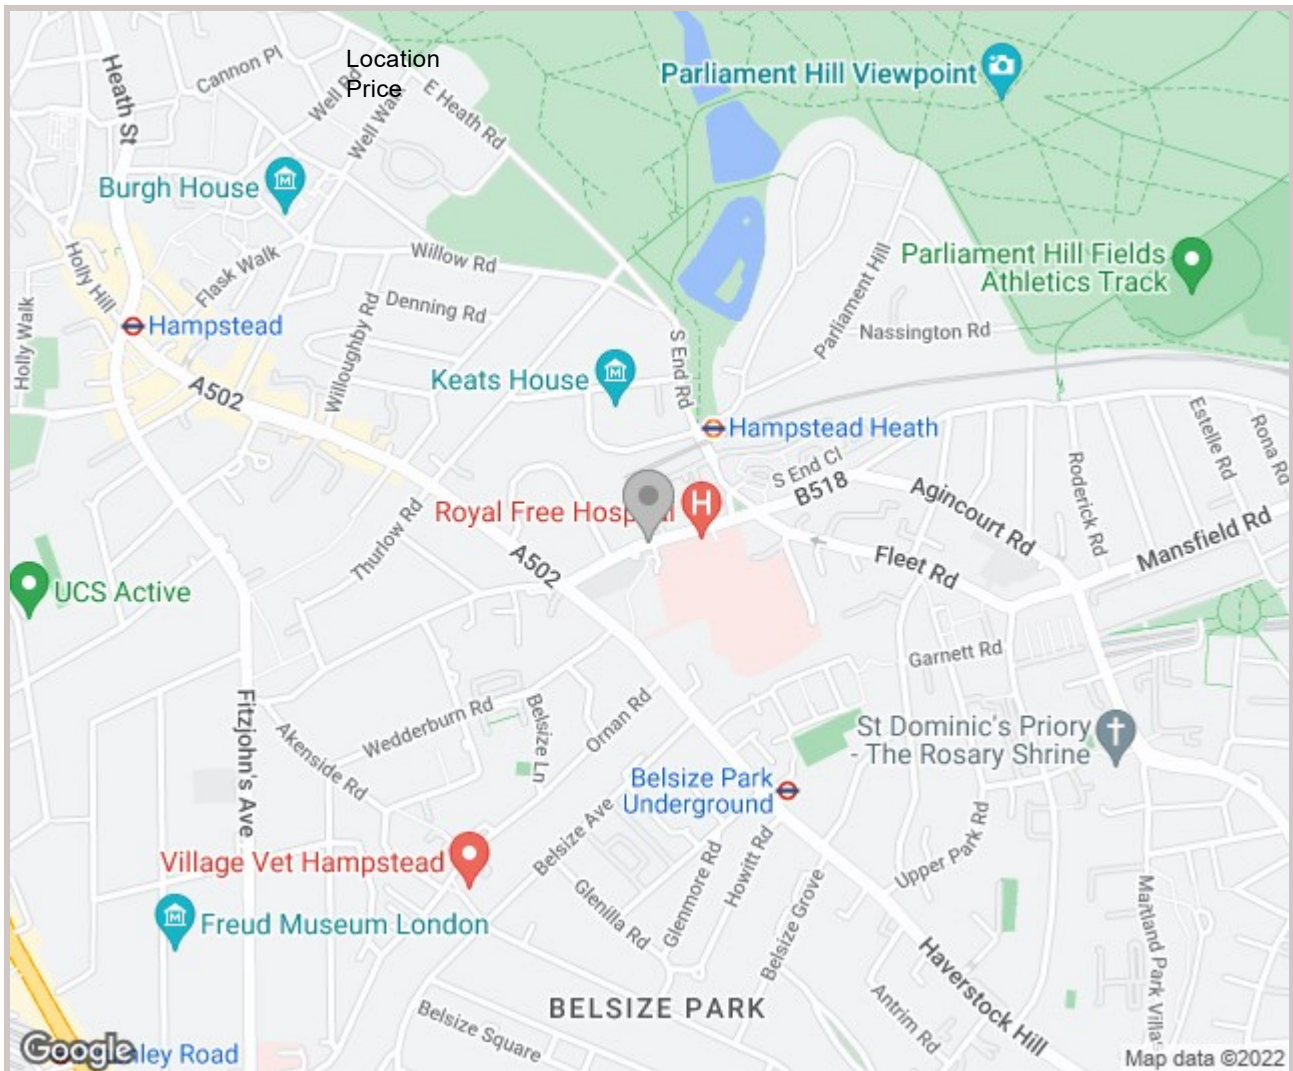 Location
Price
Heath St
Cannon Pl
Well Rd
Well Walk
E Heath Rd
Parliament Hill Viewpoint
Burgh House
Holly Hill
Flask Walk
Willow Rd
Denning Rd
Parliament Hill
Parliament Hill Fields
Athletics Track
Holly Walk
Hampstead
Willoughby Rd
S End Rd
Nassington Rd
A502
Keats House
Hampstead Heath
Estelle Rd
Rona Rd
S End Cl
B518
Roderick Rd
Agincourt Rd
Royal Free Hosp
Thurlow Rd
A502
Fleet Rd
Mansfield Rd
UCS Active
Garnett Rd
Fitzjohn's Ave
Wedderburn Rd
Belsize Ln
Ornan Rd
Akenside Rd
St Dominic's Priory
- The Rosary Shrine
Belsize Park
Underground
Belsize Ave
Village Vet Hampstead
Glenilla Rd
Glenmore Rd
Howitt Rd
Belsize Grove
Upper Park Rd
Freud Museum London
Maitland Park Villas
Haverstock Hill
Antrim Rd
BELSIZE PARK
Belsize Square
Google
nley Road
Map data ©2022